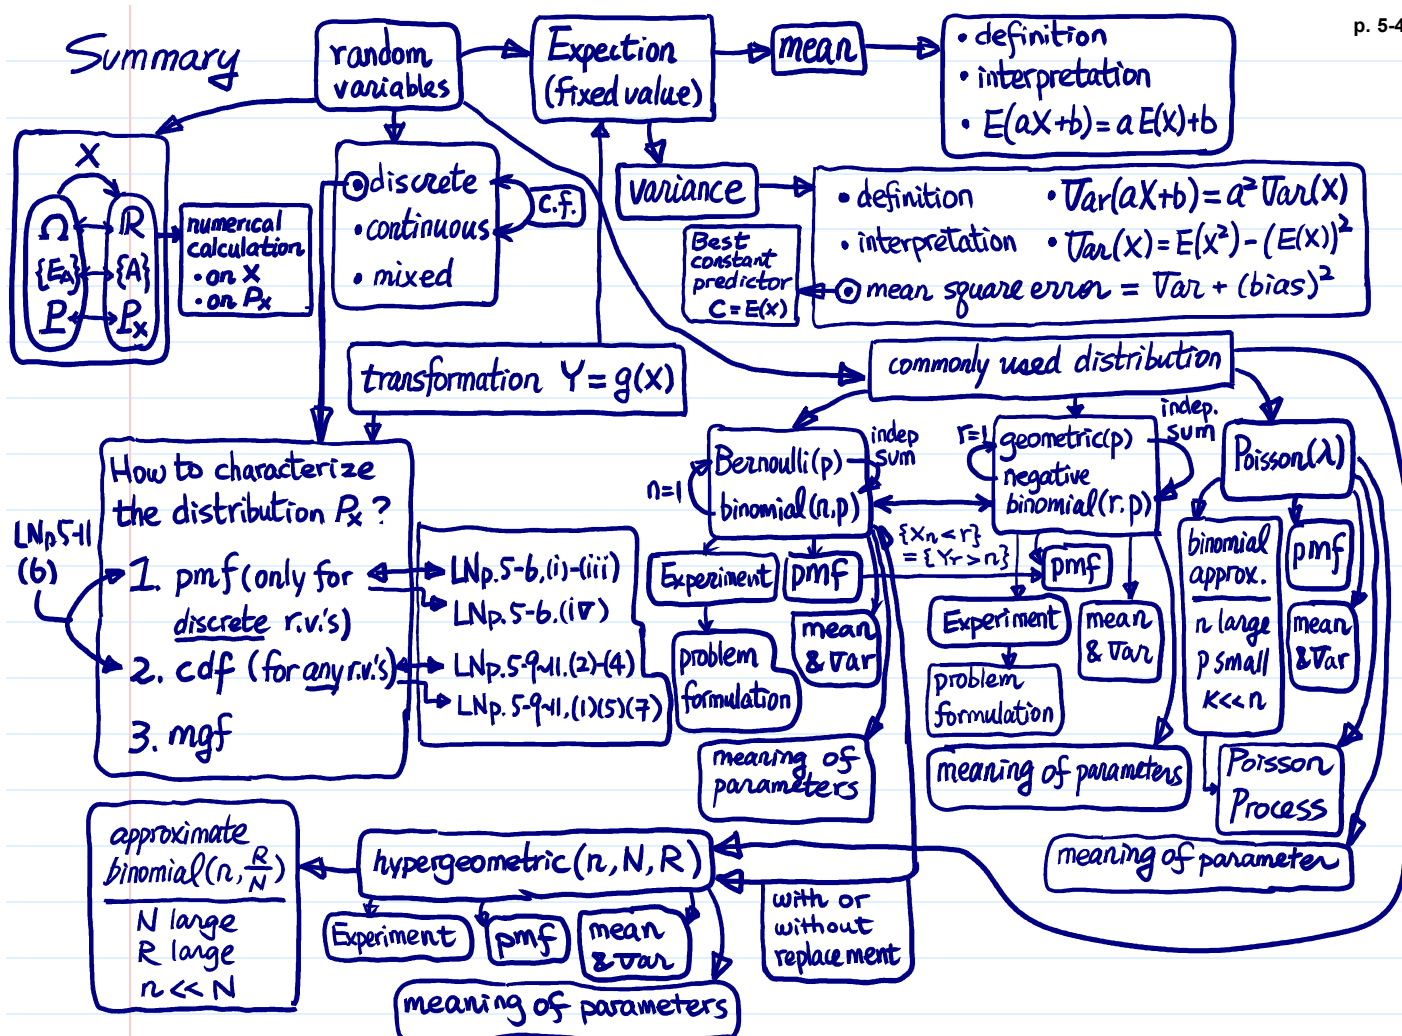 p. 5-4
Summary
random
variables
Expection
(fixed value)
mean
• definition
• interpretation
• E(aX+b)=aE(X)+b
X
Ω ℝ
{E_A} {A}
P P_X
numerical
calculation
• on X
• on P_X
discrete
• continuous
• mixed
c.f.
variance
• definition
• interpretation
• Var(aX+b)=a² Var(X)
• Var(X)=E(X²)-(E(X))²
mean square error = Var + (bias)²
Best
constant
predictor
C=E(X)
transformation Y=g(X)
commonly used distribution
How to characterize
the distribution P_X?
1. pmf (only for
discrete r.v.'s)
2. cdf (for any r.v.'s)
3. mgf
LNp.5-11
(6)
LNp.5-6,(i)-(iii)
LNp.5-6,(iv)
LNp.5-9~11,(2)-(4)
LNp.5-9~11,(1)(5)(7)
Bernoulli(p)
binomial(n,p)
n=1
indep
sum
Experiment
pmf
problem
formulation
mean
& var
meaning of
parameters
{Xn<r}
={Yr>n}
r=1
geometric(p)
negative
binomial(r.p)
indep.
sum
pmf
Experiment
mean
& var
problem
formulation
meaning of parameters
Poisson(λ)
binomial
approx.
n large
p small
K<<n
pmf
mean
& var
Poisson
Process
meaning of parameter
approximate
binomial(n, R/N)
N large
R large
n << N
hypergeometric(n, N, R)
Experiment
pmf
mean
& var
meaning of parameters
with or
without
replacement